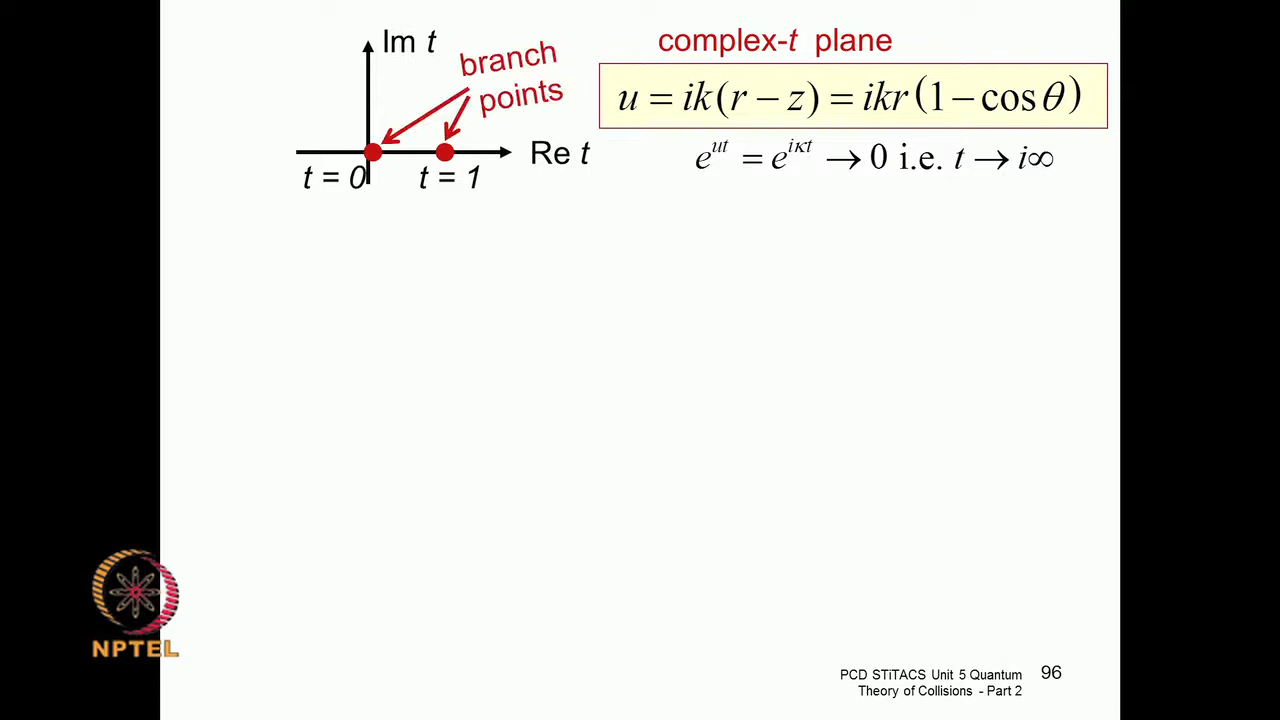 Im t
complex-t plane
branch
points
u = ik(r − z) = ikr(1 − cos θ)
Re t
e^{ut} = e^{iκt} → 0 i.e. t → i∞
t = 0
t = 1
NPTEL
PCD STiTACS Unit 5 Quantum
Theory of Collisions - Part 2
96